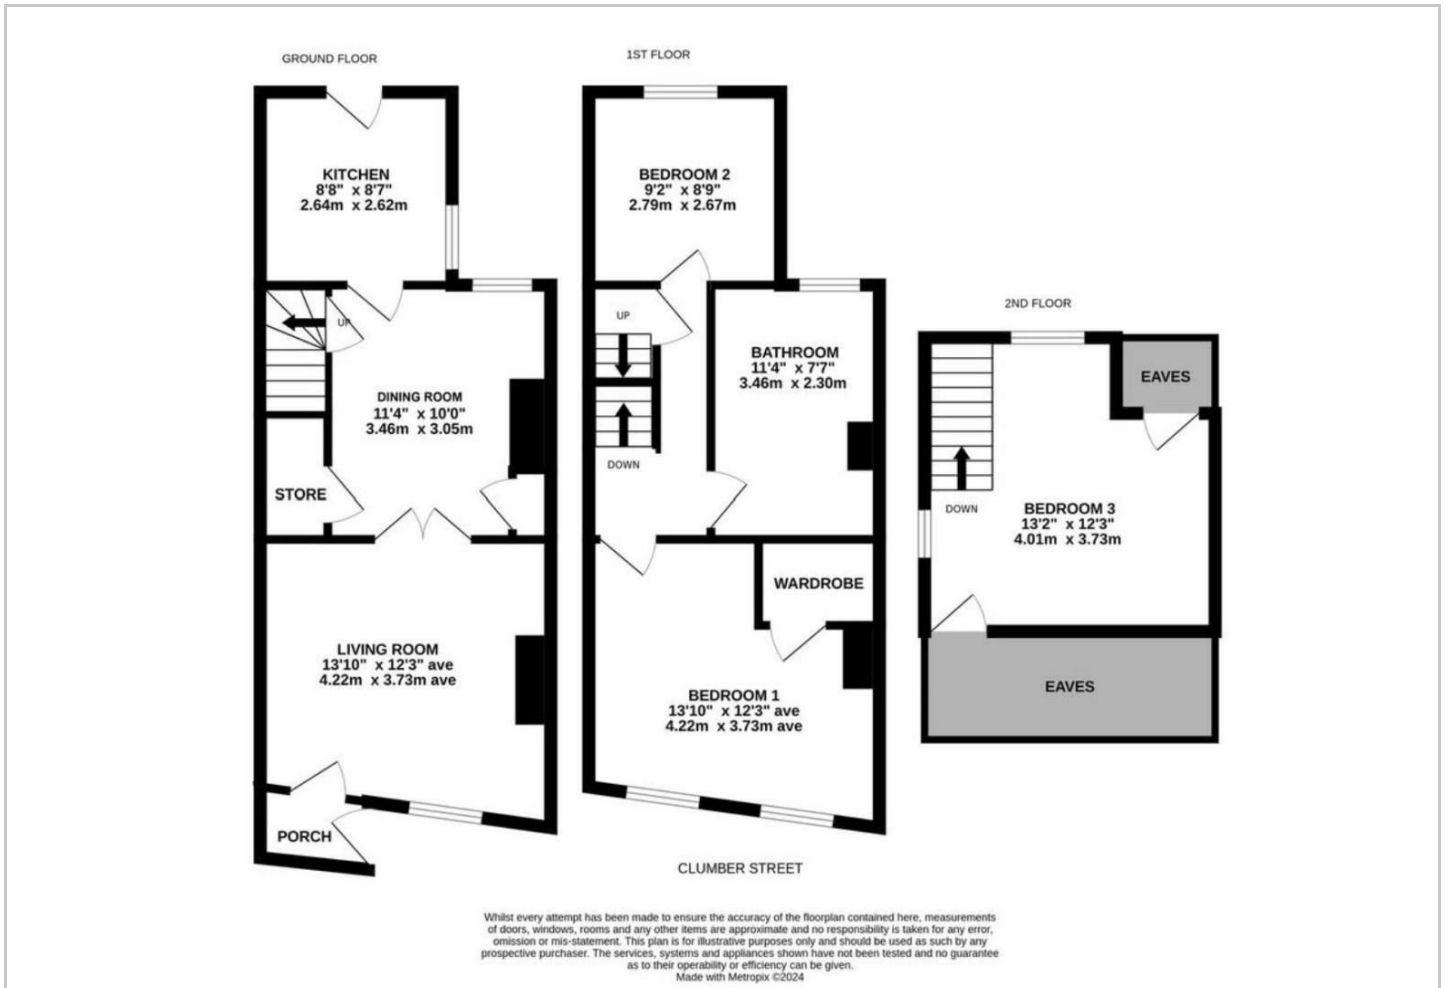 GROUND FLOOR
KITCHEN
8'8" x 8'7"
2.64m x 2.62m
UP
DINING ROOM
11'4" x 10'0"
3.46m x 3.05m
STORE
LIVING ROOM
13'10" x 12'3" ave
4.22m x 3.73m ave
PORCH
1ST FLOOR
BEDROOM 2
9'2" x 8'9"
2.79m x 2.67m
UP
BATHROOM
11'4" x 7'7"
3.46m x 2.30m
DOWN
WARDROBE
BEDROOM 1
13'10" x 12'3" ave
4.22m x 3.73m ave
2ND FLOOR
EAVES
DOWN
BEDROOM 3
13'2" x 12'3"
4.01m x 3.73m
EAVES
CLUMBER STREET
Whilst every attempt has been made to ensure the accuracy of the floorplan contained here, measurements
of doors, windows, rooms and any other items are approximate and no responsibility is taken for any error,
omission or mis-statement. This plan is for illustrative purposes only and should be used as such by any
prospective purchaser. The services, systems and appliances shown have not been tested and no guarantee
as to their operability or efficiency can be given.
Made with Metropix ©2024